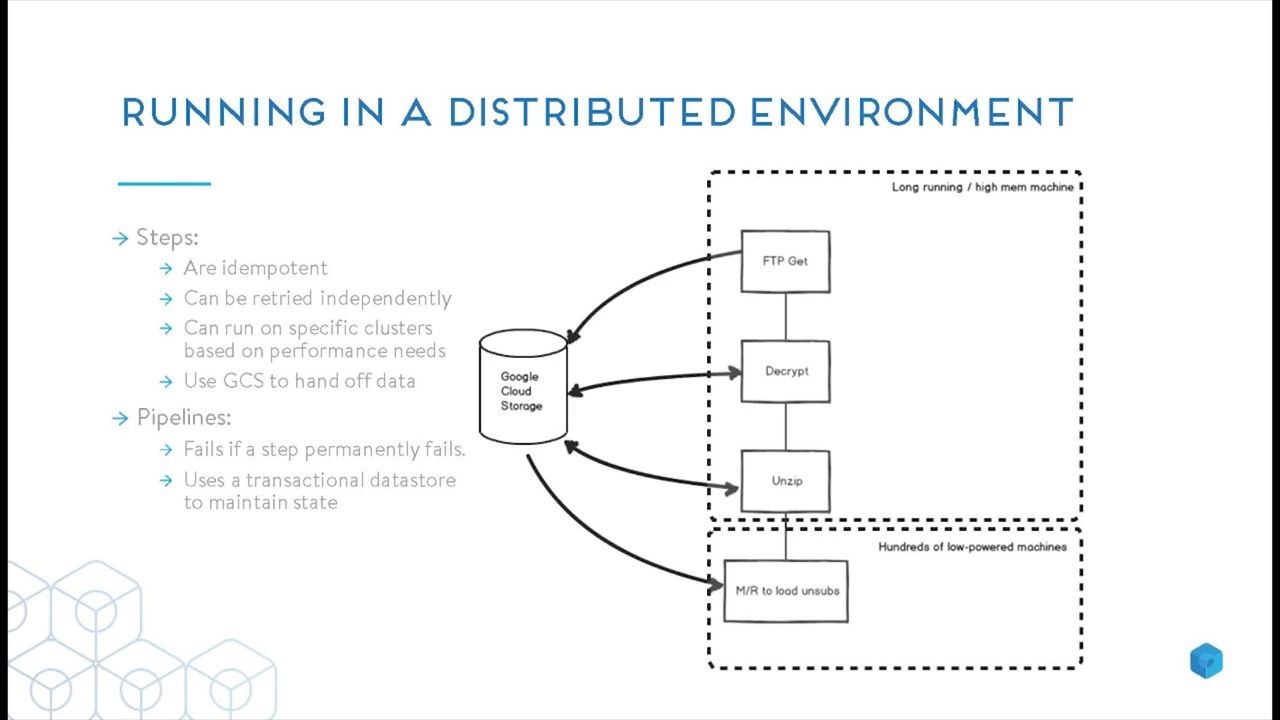 RUNNING IN A DISTRIBUTED ENVIRONMENT
Steps:
Are idempotent
Can be retried independently
Can run on specific clusters
based on performance needs
Use GCS to hand off data
Pipelines:
Fails if a step permanently fails.
Uses a transactional datastore
to maintain state
Google
Cloud
Storage
Long running / high mem machine
FTP Get
Decrypt
Unzip
Hundreds of low-powered machines
M/R to load unsubs